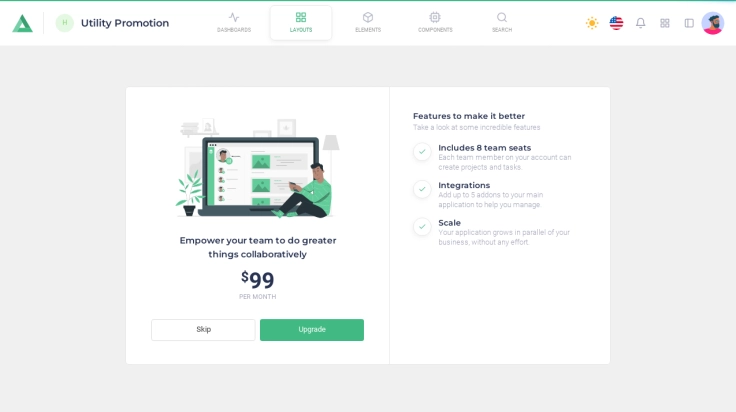 H
Utility Promotion
DASHBOARDS
LAYOUTS
ELEMENTS
COMPONENTS
SEARCH
Empower your team to do greater
things collaboratively
$99
PER MONTH
Skip
Upgrade
Features to make it better
Take a look at some incredible features
Includes 8 team seats
Each team member on your account can
create projects and tasks.
Integrations
Add up to 5 addons to your main
application to help you manage.
Scale
Your application grows in parallel of your
business, without any effort.